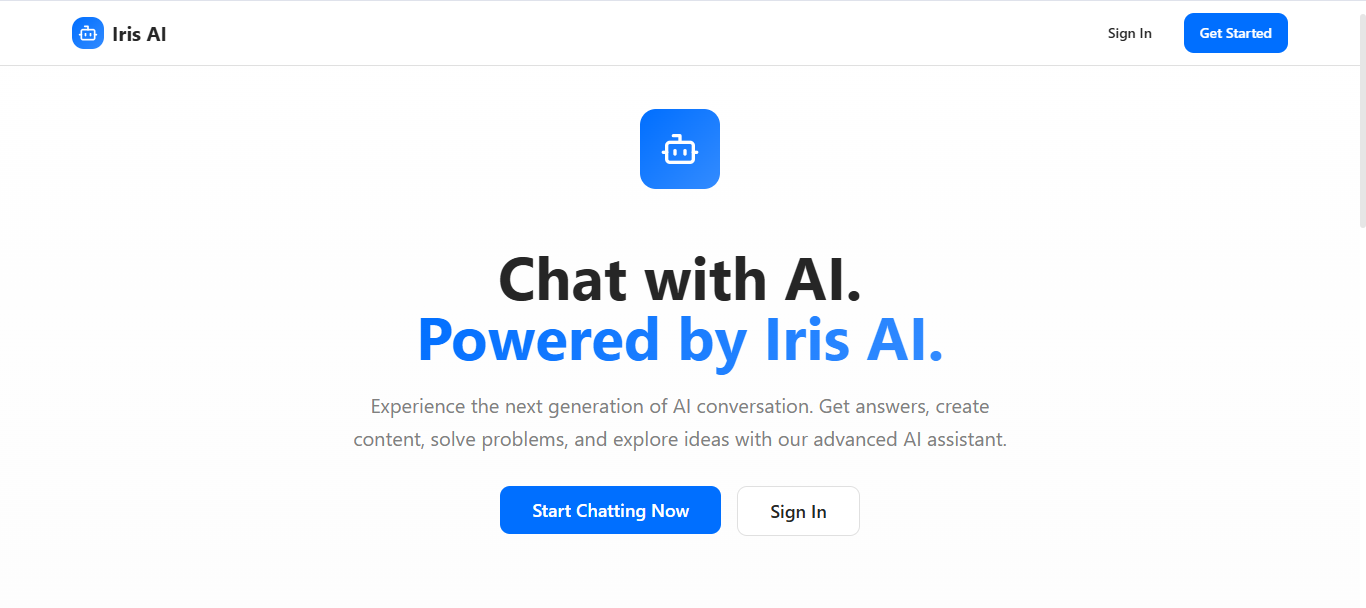 Iris AI
Sign In
Get Started
Chat with AI.
Powered by Iris AI.
Experience the next generation of AI conversation. Get answers, create
content, solve problems, and explore ideas with our advanced AI assistant.
Start Chatting Now
Sign In